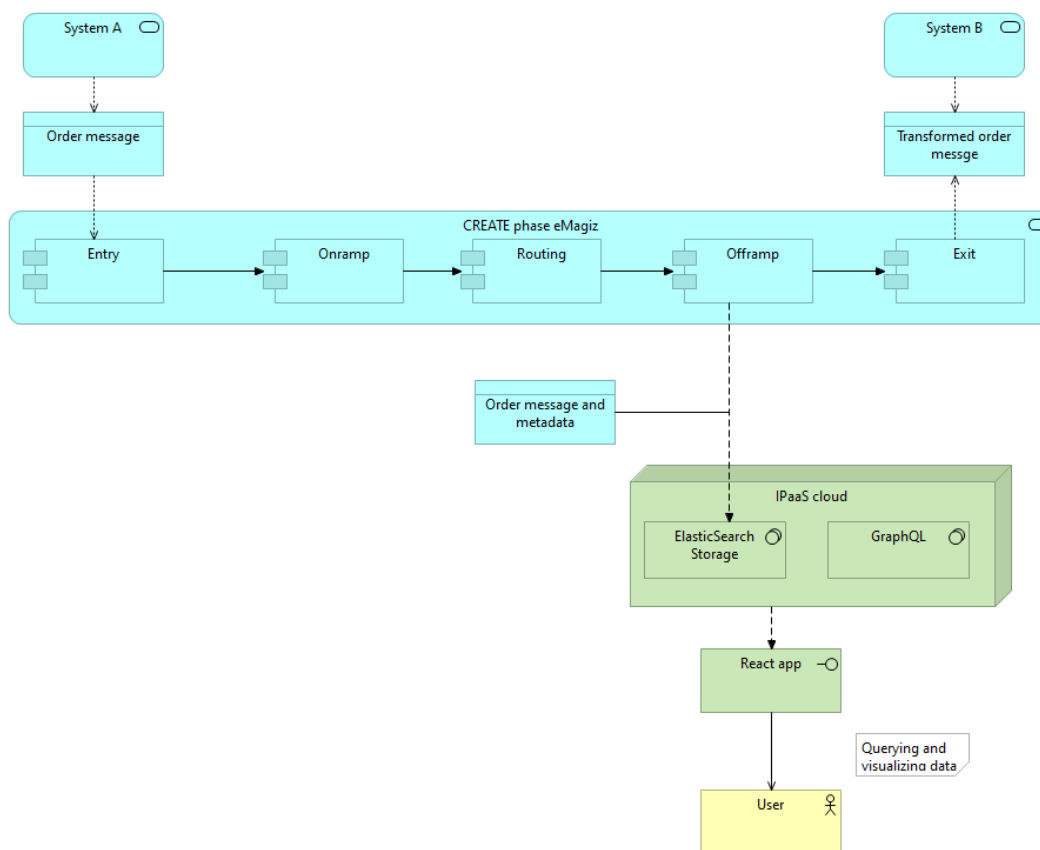 System A
System B
Order message
Transformed order
messge
CREATE phase eMagiz
Entry
Onramp
Routing
Offramp
Exit
Order message and
metadata
IPaaS cloud
ElasticSearch
Storage
GraphQL
React app
Querying and
visualizing data
User